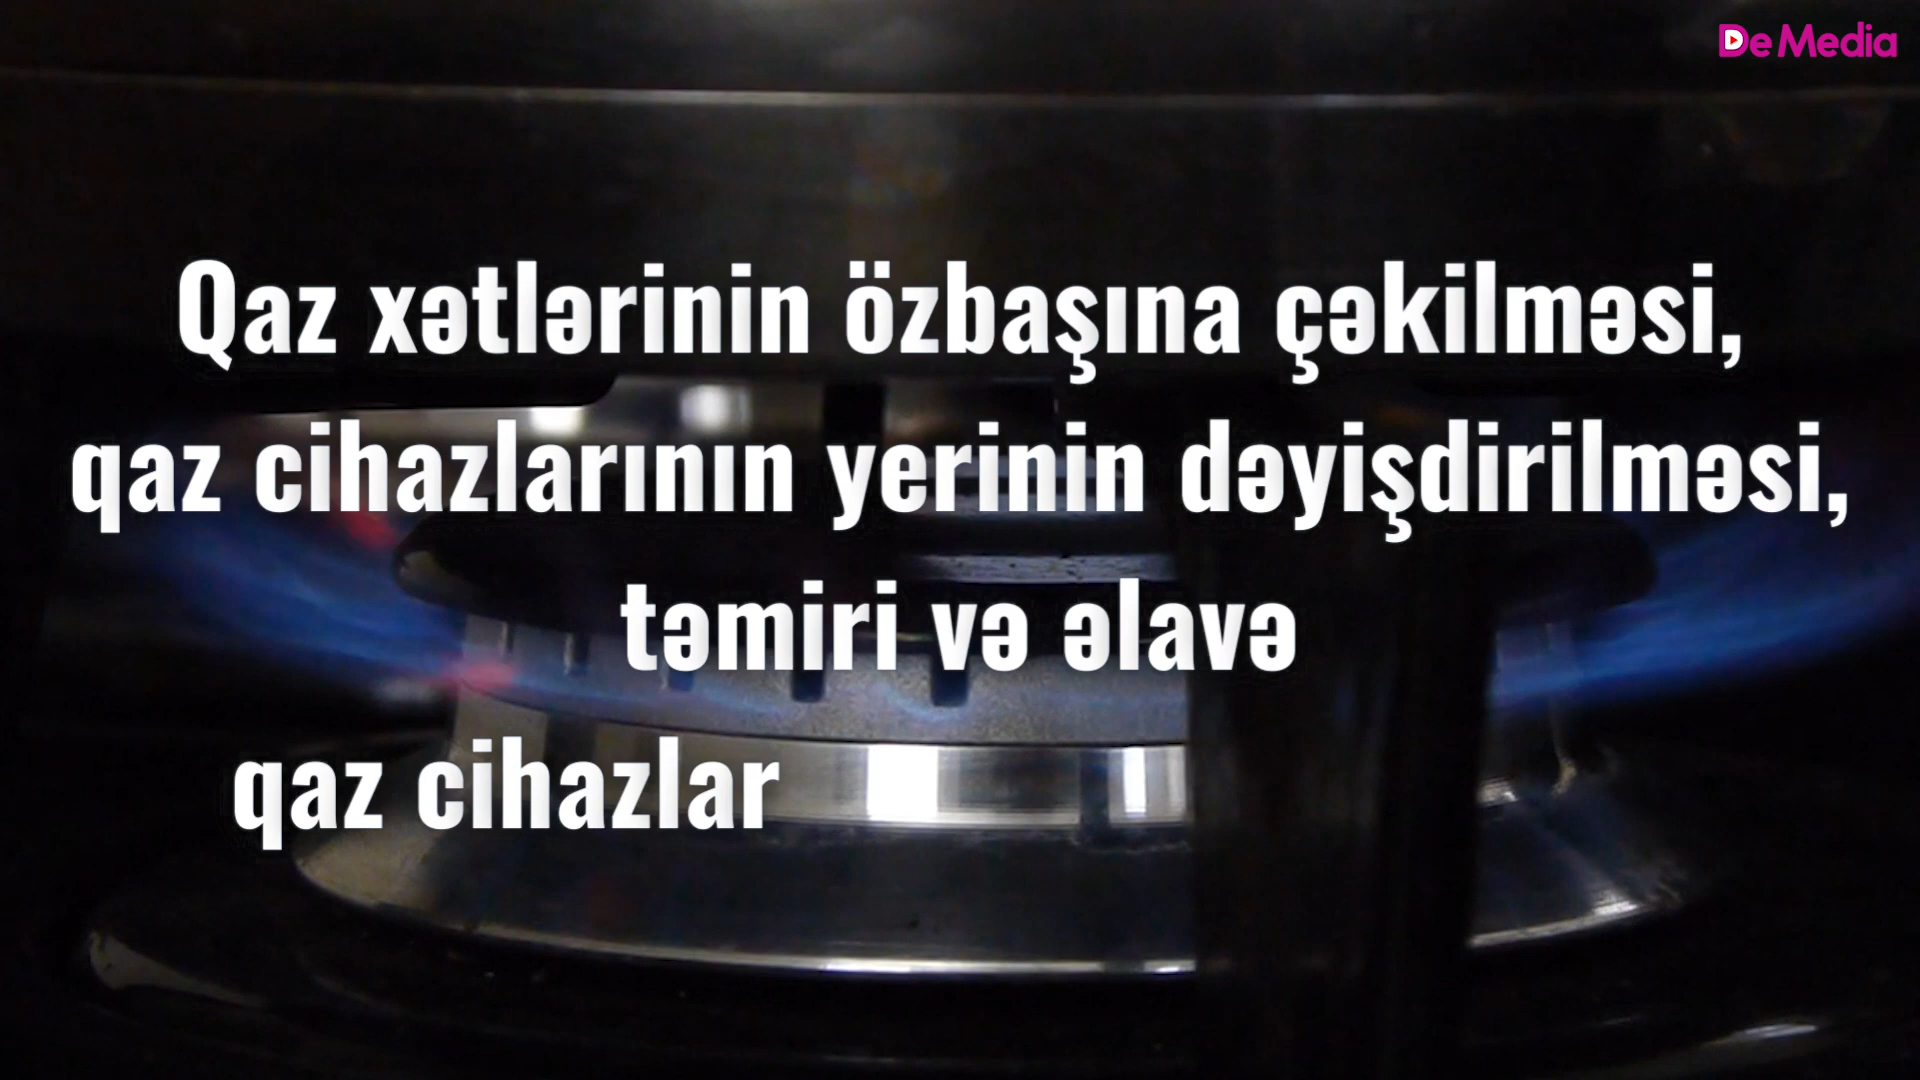 De Media
Qaz xətlərinin özbaşına çəkilməsi,
qaz cihazlarının yerinin dəyişdirilməsi,
təmiri və əlavə
qaz cihazlar